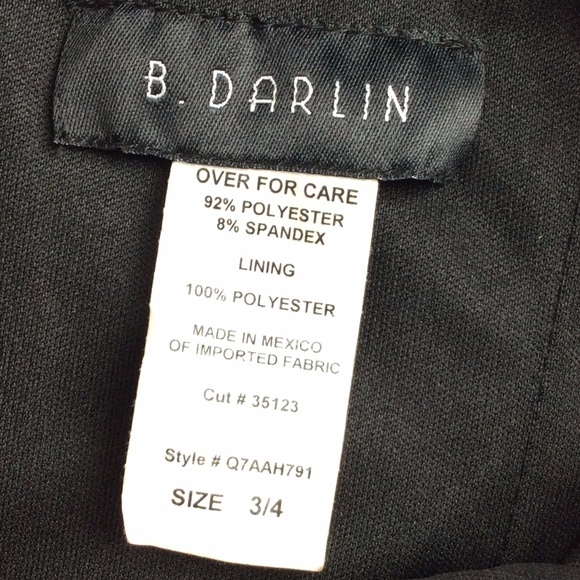 B. DARLIN
OVER FOR CARE
92% POLYESTER
8% SPANDEX
LINING
100% POLYESTER
MADE IN MEXICO
OF IMPORTED FABRIC
Cut # 35123
Style # Q7AAH791
SIZE 3/4